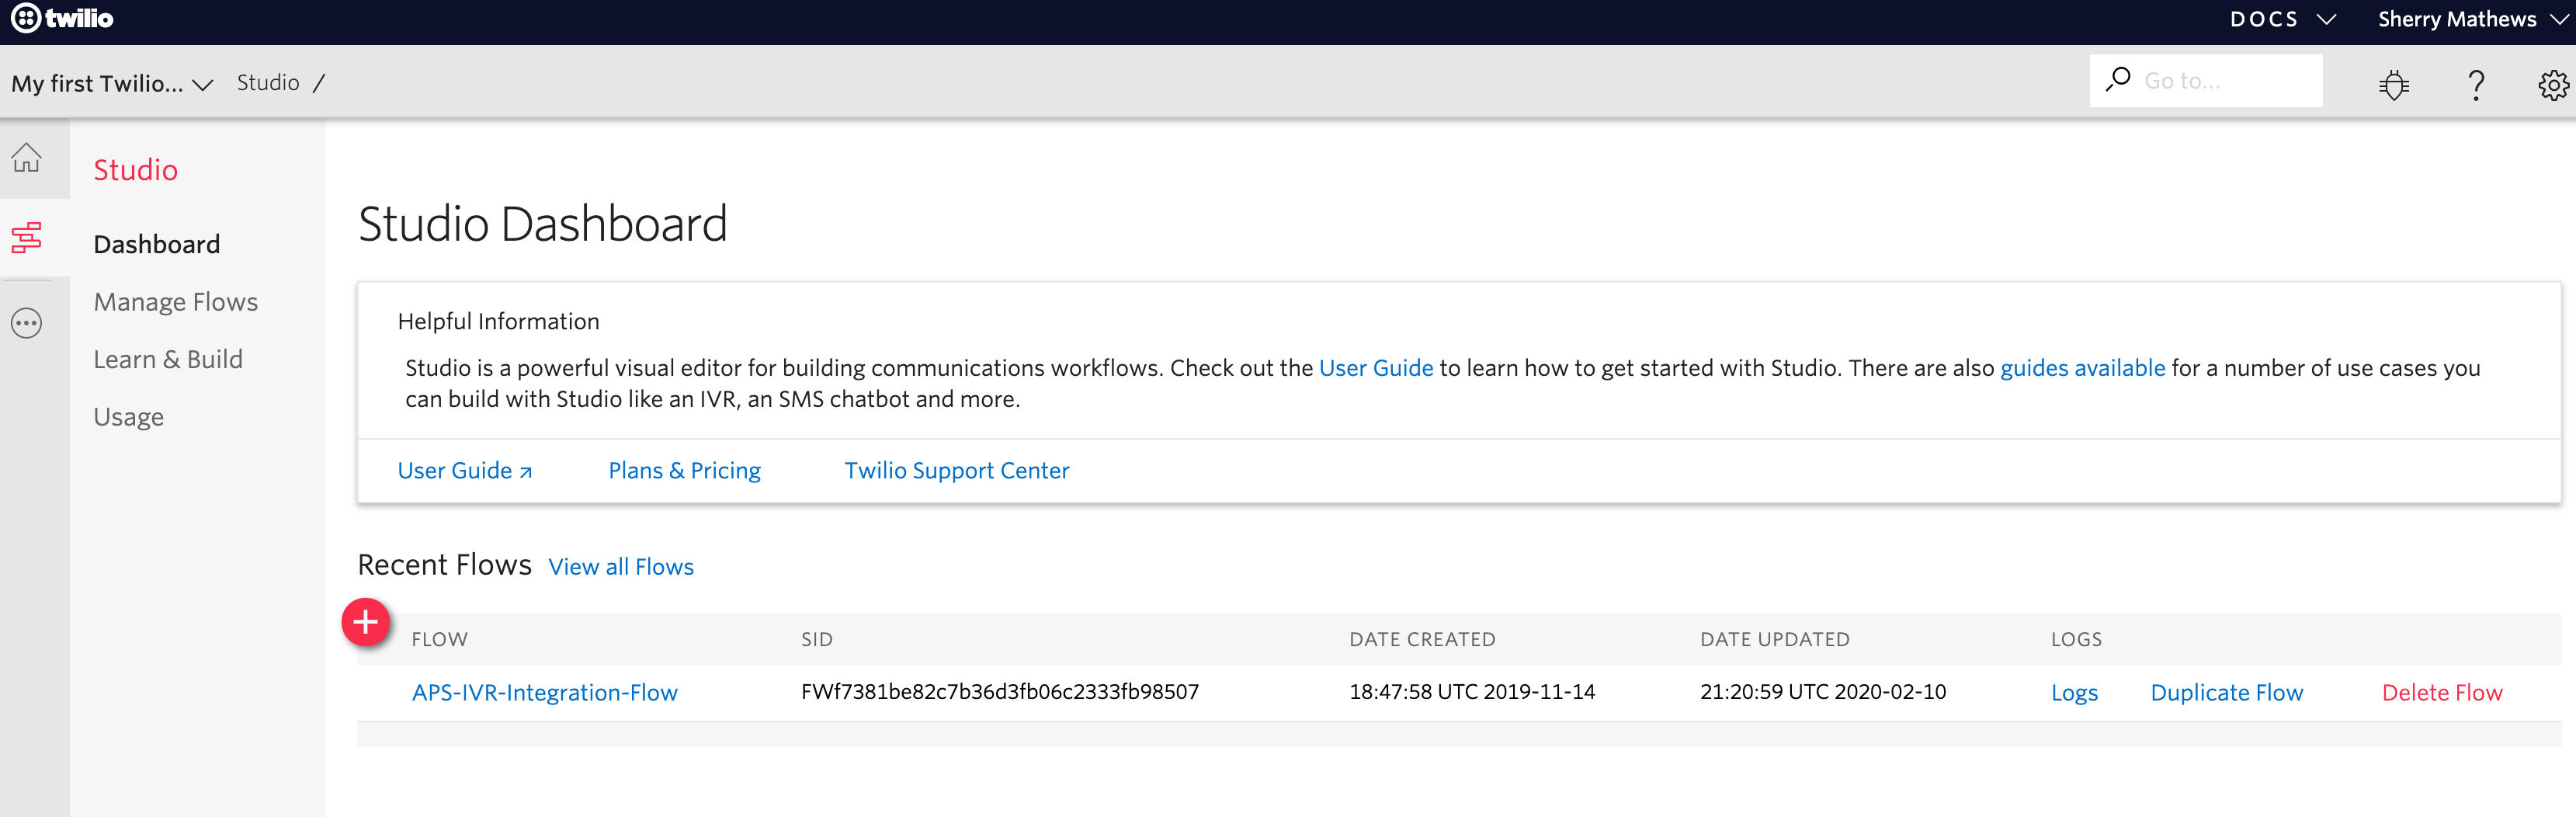 twilio
DOCS
Sherry Mathews
My first Twilio...
Studio /
Go to...
Studio
Dashboard
Manage Flows
Learn & Build
Usage
Studio Dashboard
Helpful Information
Studio is a powerful visual editor for building communications workflows. Check out the User Guide to learn how to get started with Studio. There are also guides available for a number of use cases you
can build with Studio like an IVR, an SMS chatbot and more.
User Guide
Plans & Pricing
Twilio Support Center
Recent Flows View all Flows
FLOW SID DATE CREATED DATE UPDATED LOGS
APS-IVR-Integration-Flow FWf7381be82c7b36d3fb06c2333fb98507 18:47:58 UTC 2019-11-14 21:20:59 UTC 2020-02-10 Logs Duplicate Flow Delete Flow